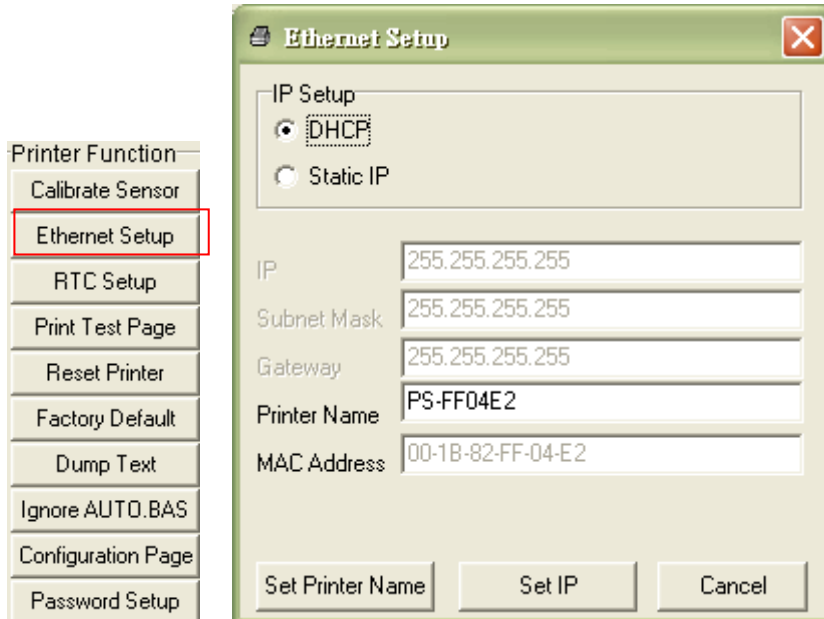 Printer Function
Calibrate Sensor
Ethernet Setup
RTC Setup
Print Test Page
Reset Printer
Factory Default
Dump Text
Ignore AUTO.BAS
Configuration Page
Password Setup
Ethernet Setup
IP Setup
DHCP
Static IP
IP 255.255.255.255
Subnet Mask 255.255.255.255
Gateway 255.255.255.255
Printer Name PS-FF04E2
MAC Address 00-1B-82-FF-04-E2
Set Printer Name Set IP Cancel